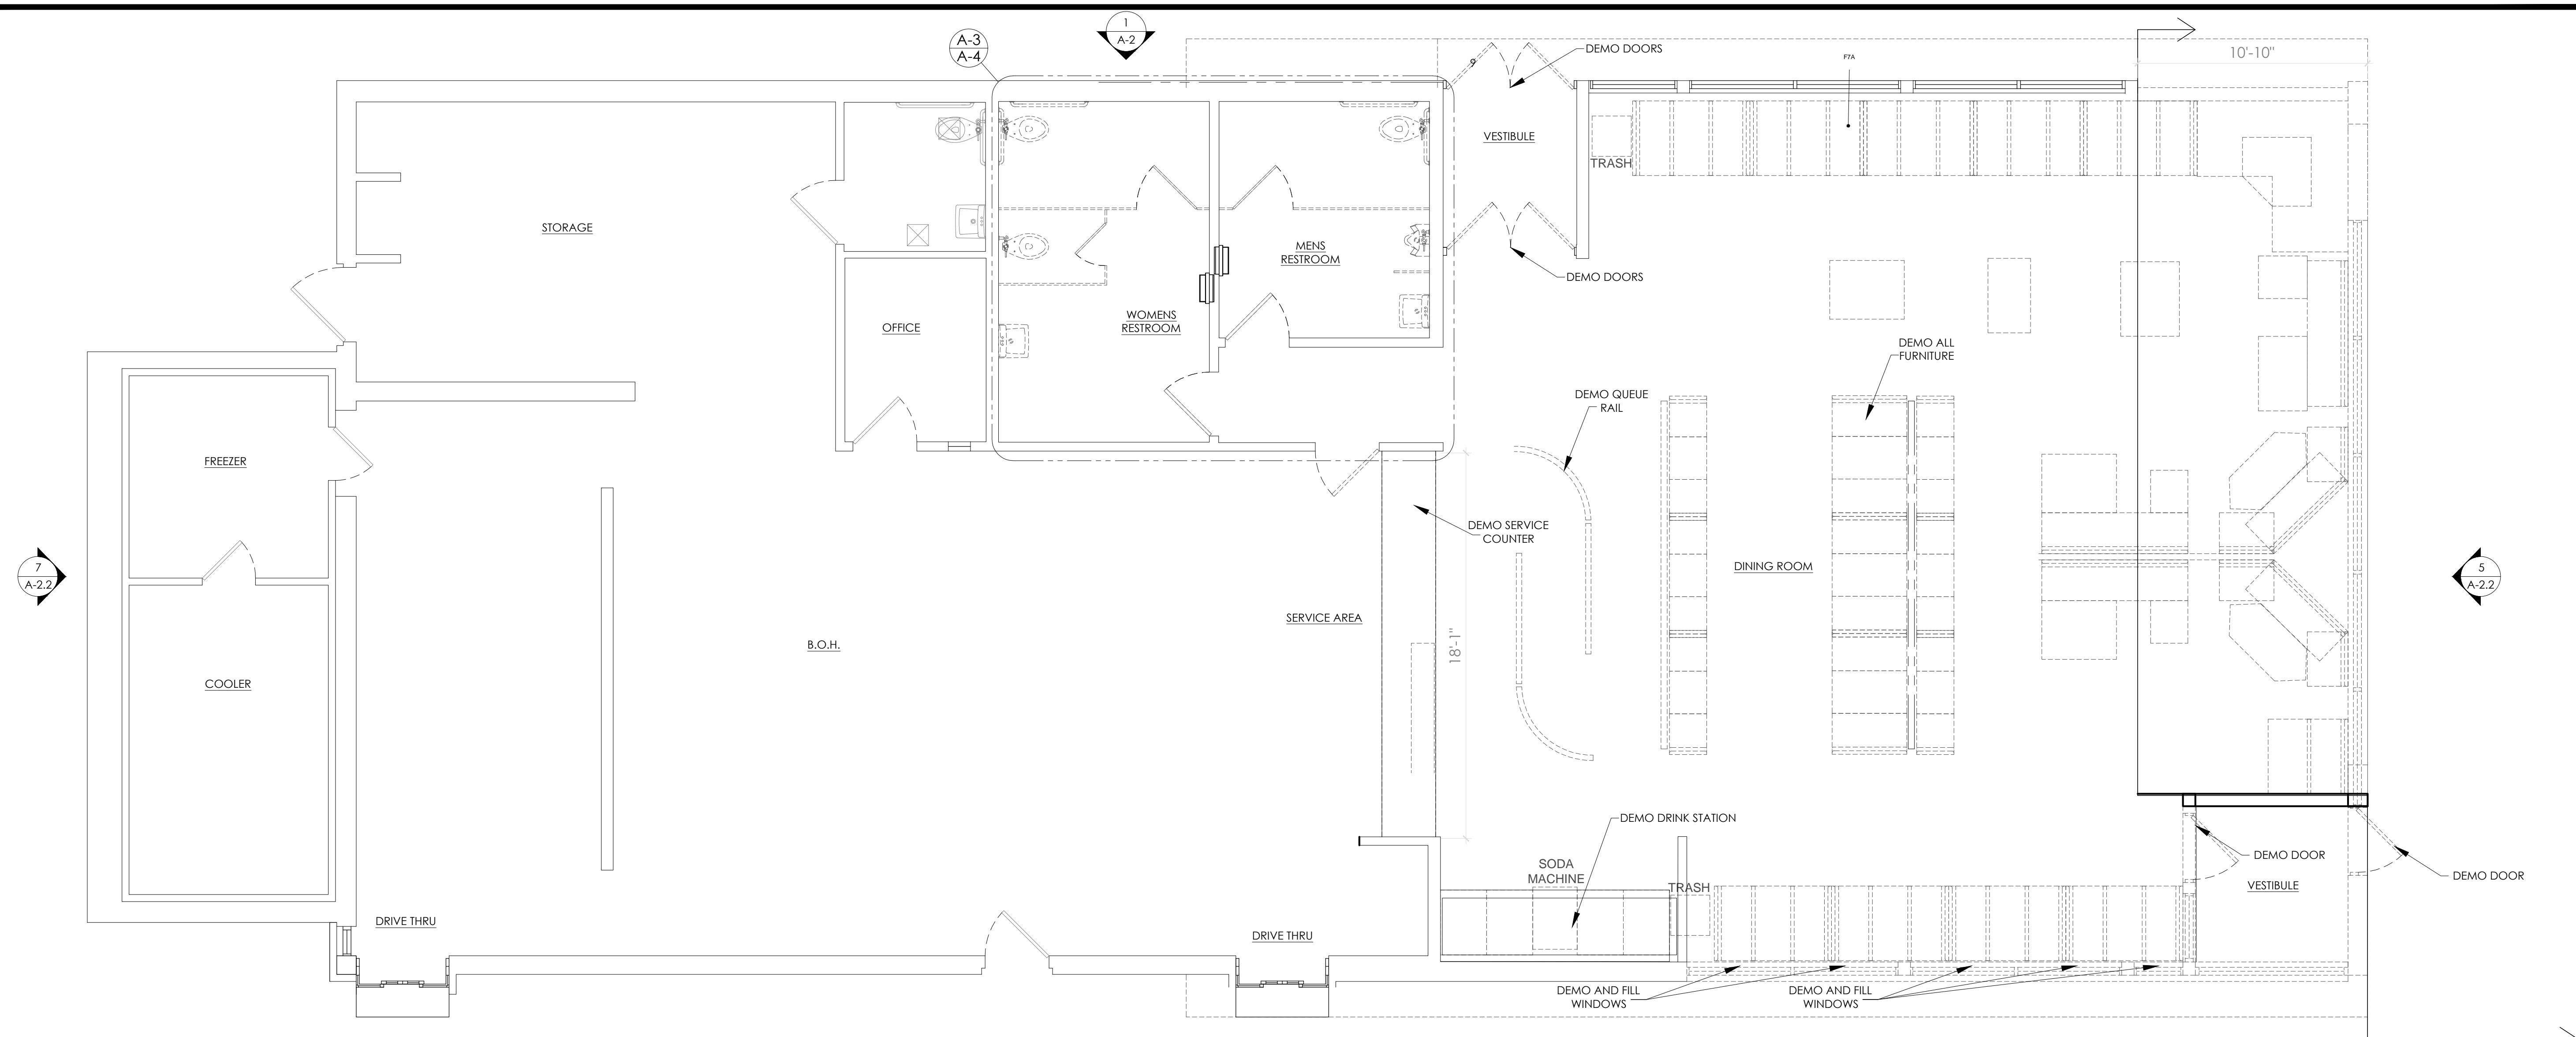 1
A-2
A-3
A-4
DEMO DOORS
9
F7A
10'-10"
VESTIBULE
TRASH
STORAGE
MENS
RESTROOM
DEMO DOORS
WOMENS
RESTROOM
OFFICE
DEMO ALL
FURNITURE
DEMO QUEUE
RAIL
FREEZER
DEMO SERVICE
COUNTER
7
A-2.2
DINING ROOM
5
A-2.2
SERVICE AREA
18'-1"
B.O.H.
COOLER
DEMO DRINK STATION
SODA
MACHINE
TRASH
DEMO DOOR
DEMO DOOR
VESTIBULE
DRIVE THRU
DRIVE THRU
DEMO AND FILL
WINDOWS
DEMO AND FILL
WINDOWS